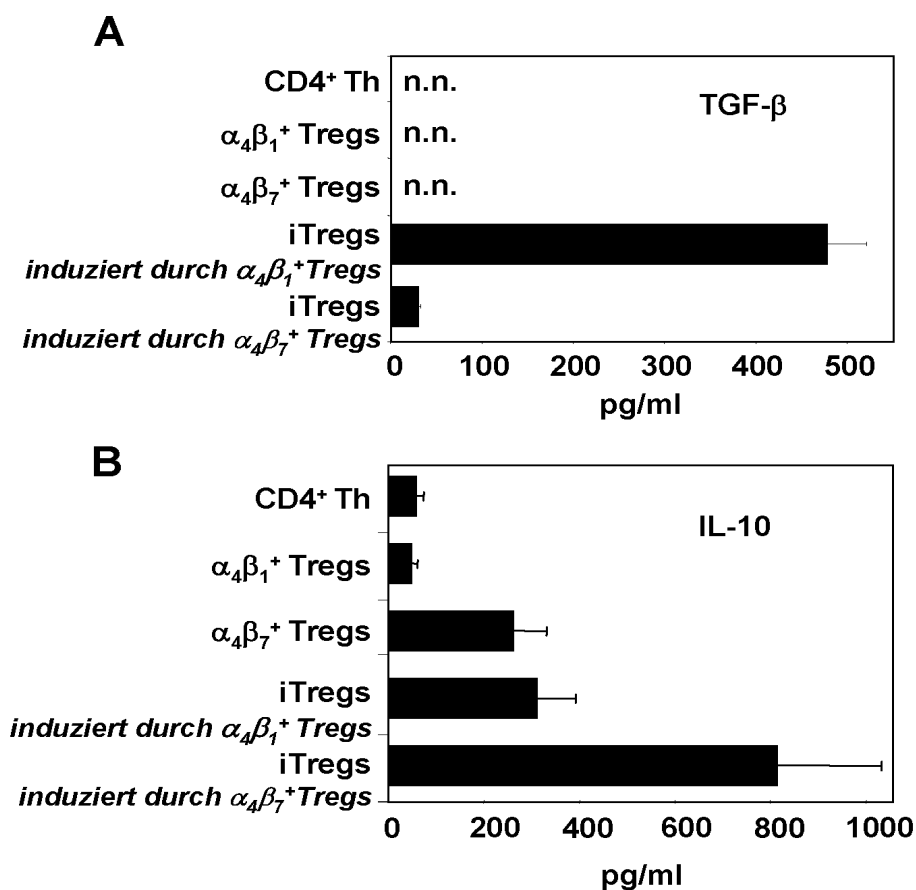 A
CD4⁺ Th n.n. TGF-β
α₄β₁⁺ Tregs n.n.
α₄β₇⁺ Tregs n.n.
iTregs
induziert durch α₄β₁⁺Tregs
iTregs
induziert durch α₄β₇⁺ Tregs
0 100 200 300 400 500
pg/ml
B
CD4⁺ Th
IL-10
α₄β₁⁺ Tregs
α₄β₇⁺ Tregs
iTregs
induziert durch α₄β₁⁺ Tregs
iTregs
induziert durch α₄β₇⁺Tregs
0 200 400 600 800 1000
pg/ml